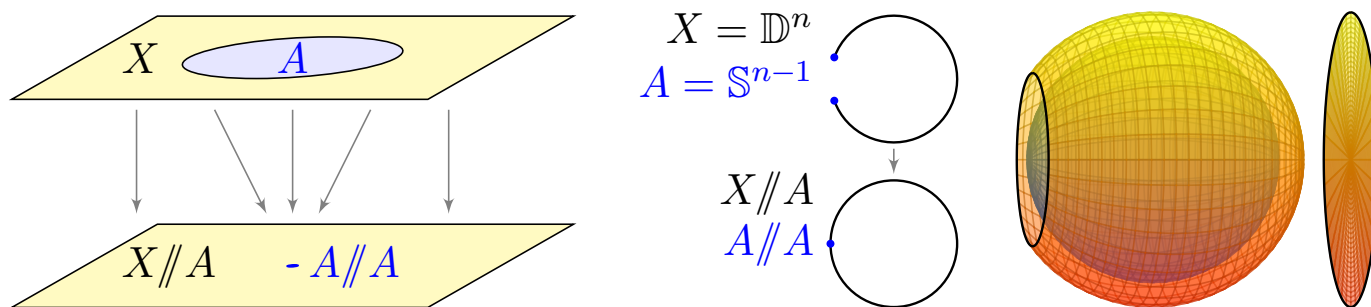 X A
X⫽A A⫽A
X = 𝔻ⁿ
A = 𝕊ⁿ⁻¹
X⫽A
A⫽A